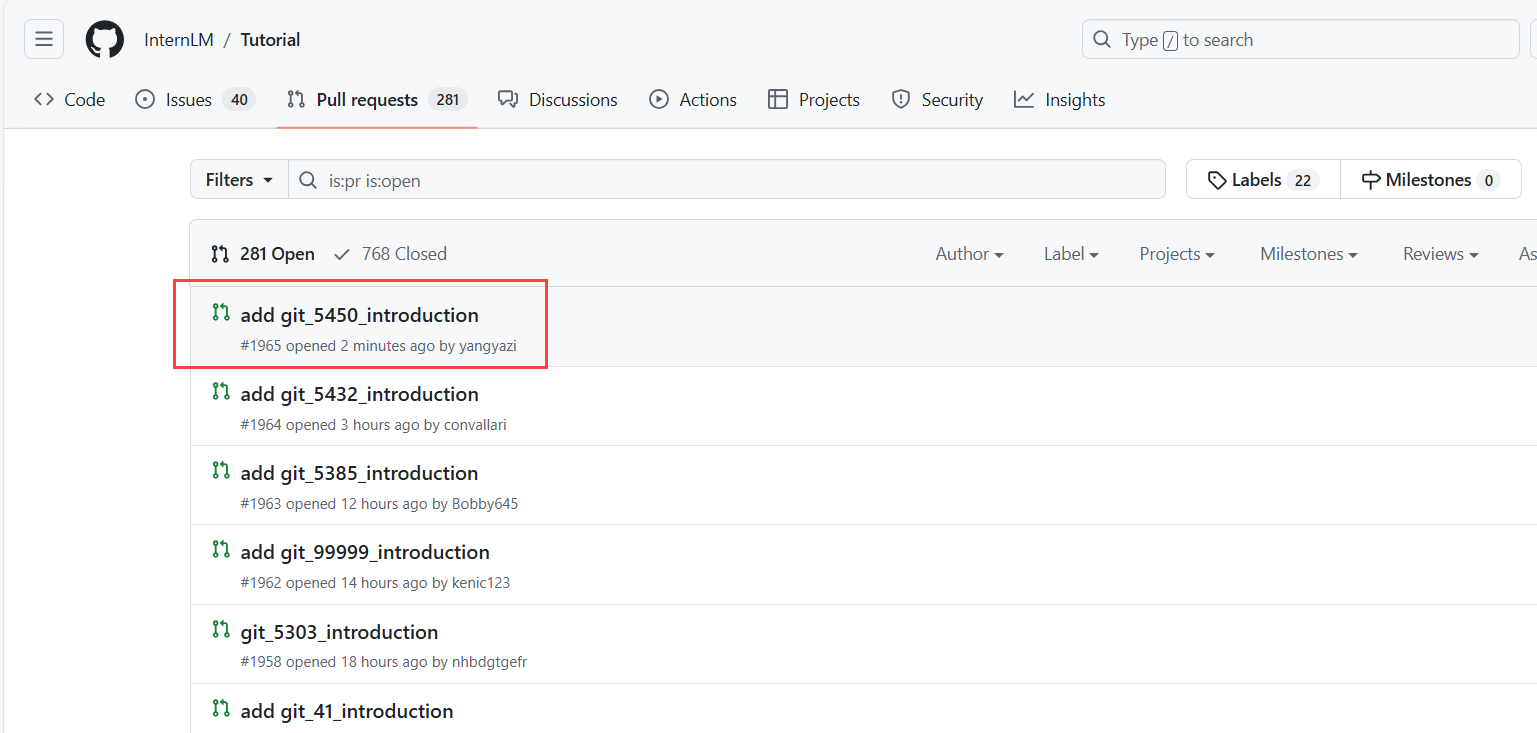 InternLM / Tutorial
Type / to search
Code Issues 40 Pull requests 281 Discussions Actions Projects Security Insights
Filters is:pr is:open Labels 22 Milestones 0
281 Open 768 Closed Author Label Projects Milestones Reviews As
add git_5450_introduction
#1965 opened 2 minutes ago by yangyazi
add git_5432_introduction
#1964 opened 3 hours ago by convallari
add git_5385_introduction
#1963 opened 12 hours ago by Bobby645
add git_99999_introduction
#1962 opened 14 hours ago by kenic123
git_5303_introduction
#1958 opened 18 hours ago by nhbdgtgefr
add git_41_introduction